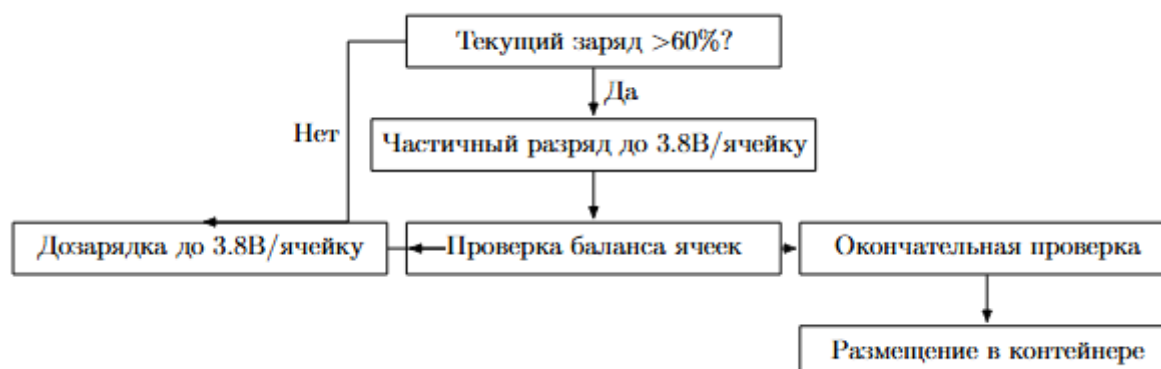 Текущий заряд >60%?
Да
Нет
Частичный разряд до 3.8В/ячейку
Дозарядка до 3.8В/ячейку
Проверка баланса ячеек
Окончательная проверка
Размещение в контейнере